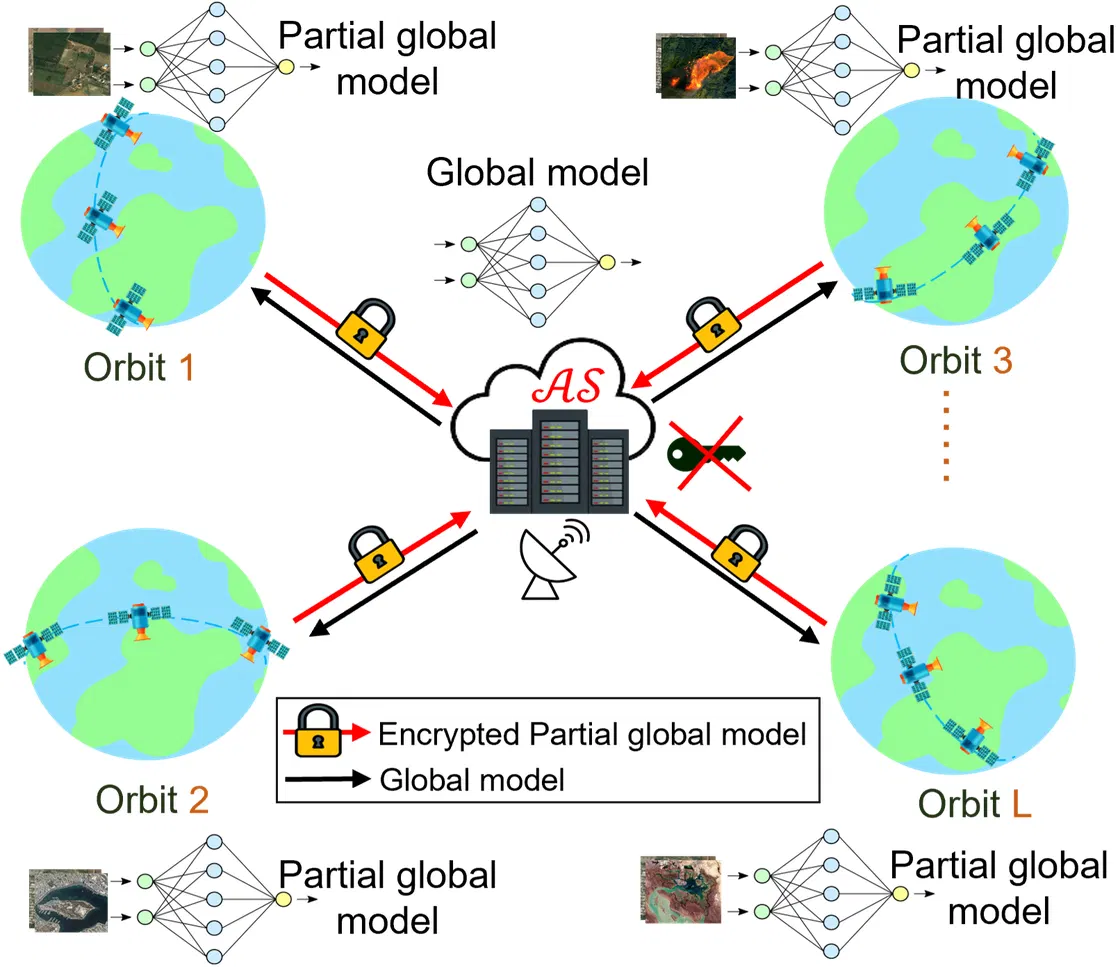 Partial global
model
Partial global
model
Global model
Orbit 1
AS
Orbit 3
Encrypted Partial global model
Global model
Orbit 2
Orbit L
Partial global
model
Partial global
model